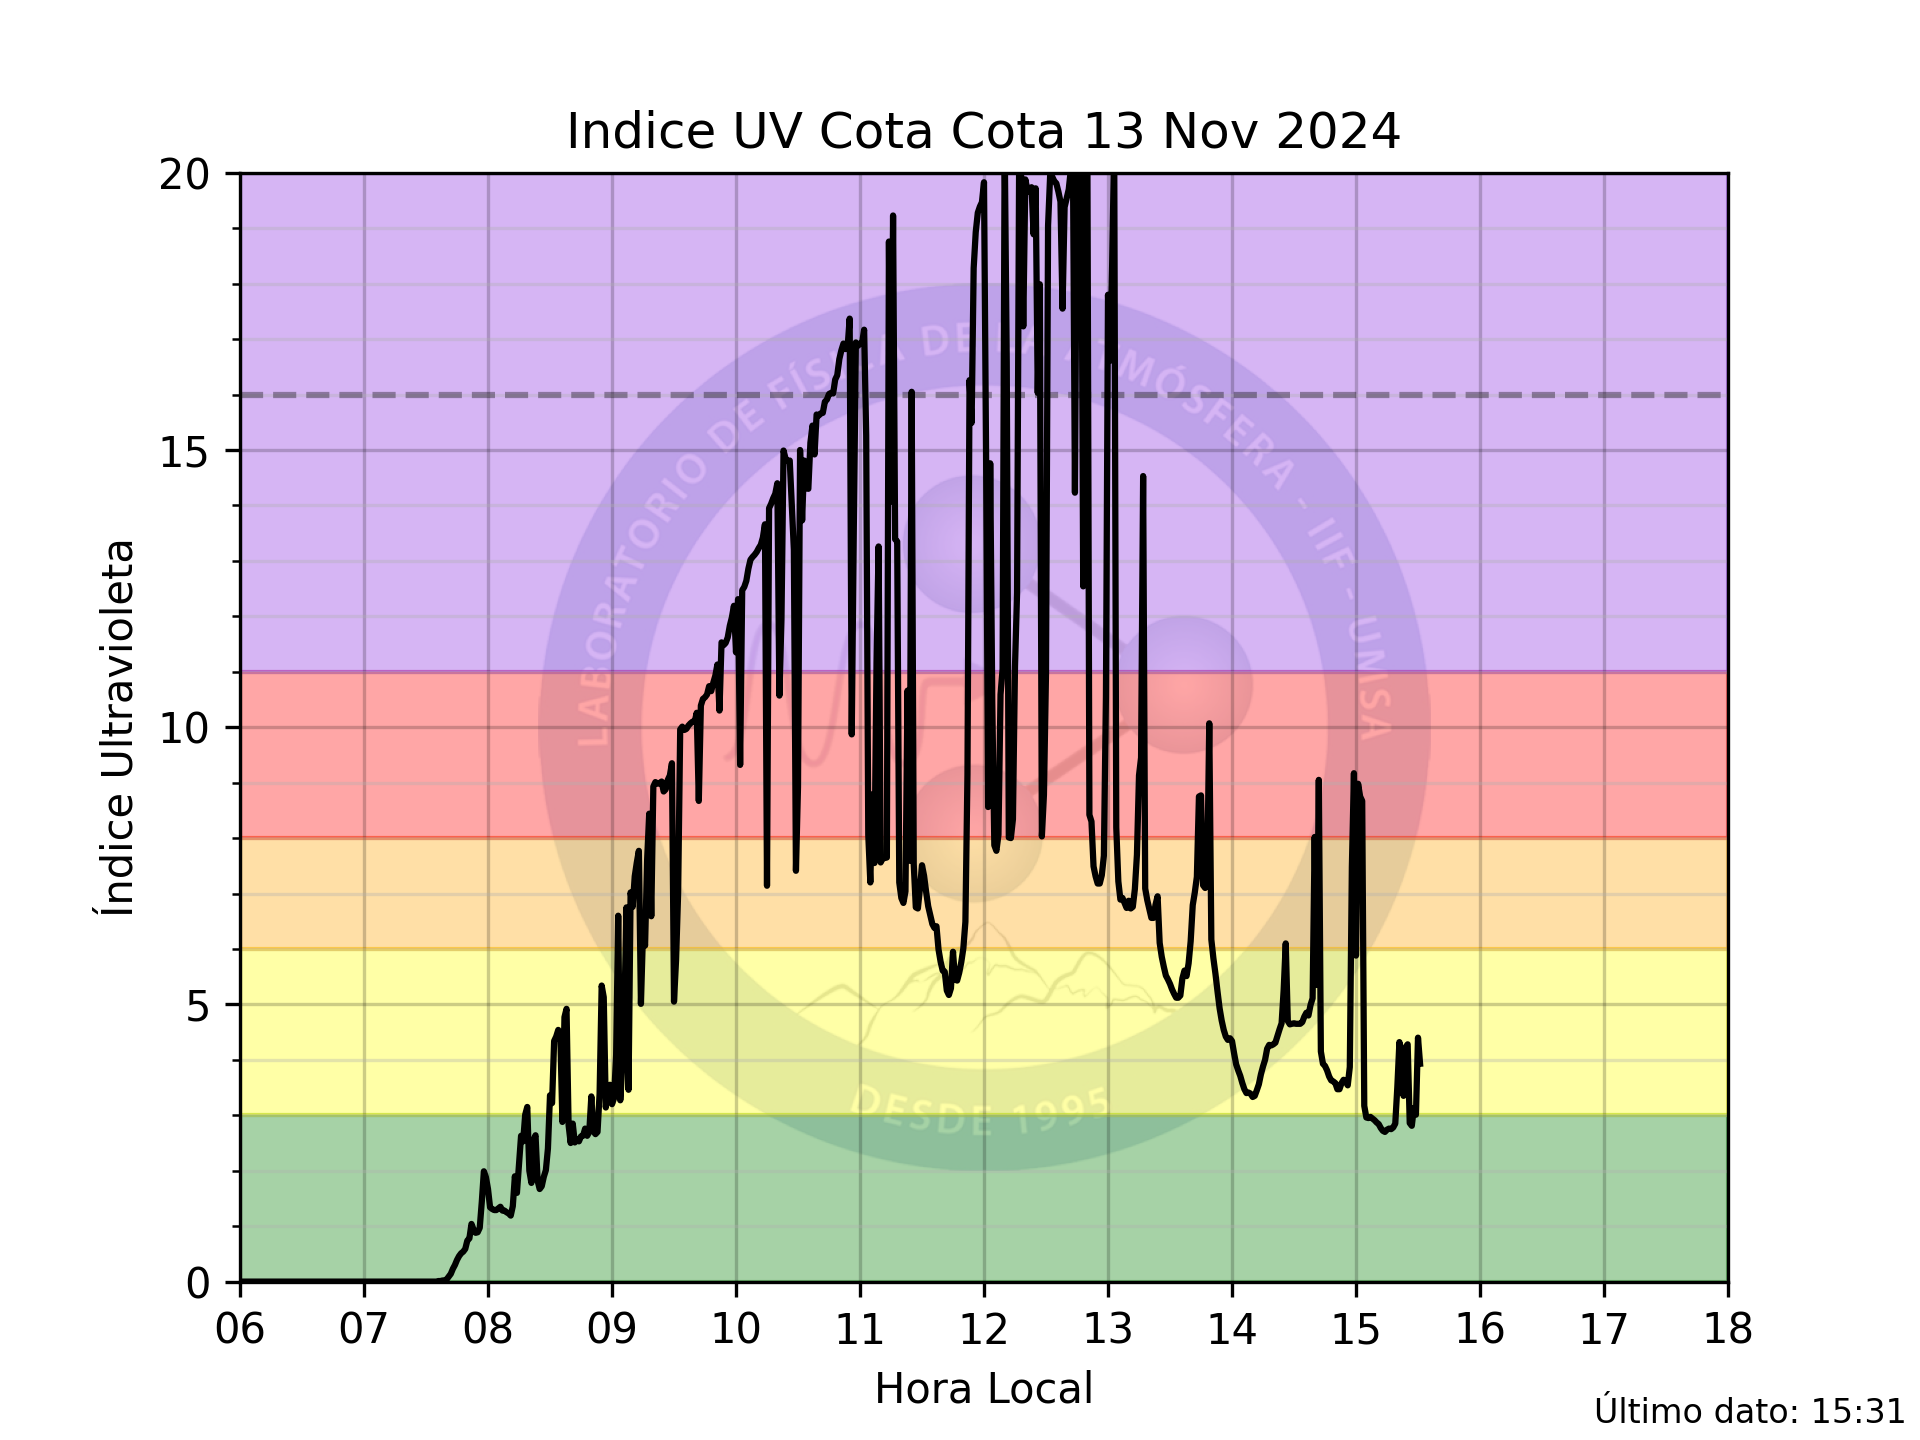 Indice UV Cota Cota 13 Nov 2024
20
15
10
5
0
Índice Ultravioleta
LABORATORIO DE FÍSICA DE LA ATMÓSFERA - IIF - UMSA
DESDE 1995
06 07 08 09 10 11 12 13 14 15 16 17 18
Hora Local
Último dato: 15:31